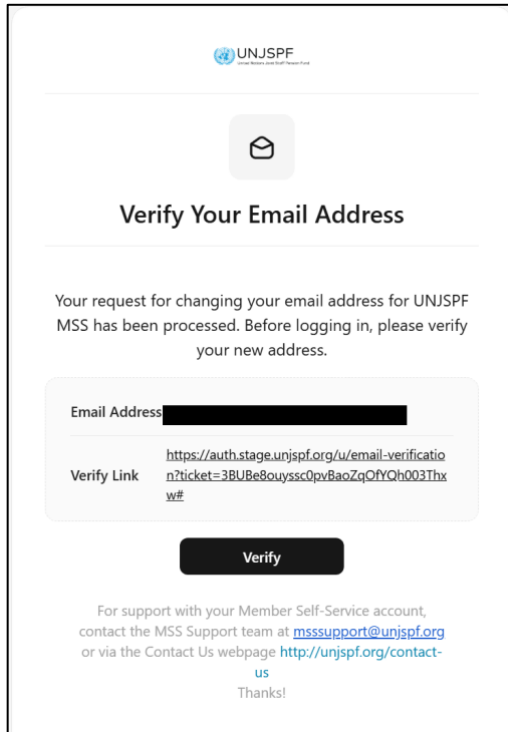 UNJSPF
United Nations Joint Staff Pension Fund
Verify Your Email Address
Your request for changing your email address for UNJSPF
MSS has been processed. Before logging in, please verify
your new address.
Email Address
https://auth.stage.unjspf.org/u/email-verificatio
Verify Link
n?ticket=3BUBe8ouyssc0pvBaoZqOfYQh003Thx
w#
Verify
For support with your Member Self-Service account,
contact the MSS Support team at msssupport@unjspf.org
or via the Contact Us webpage http://unjspf.org/contact-
us
Thanks!